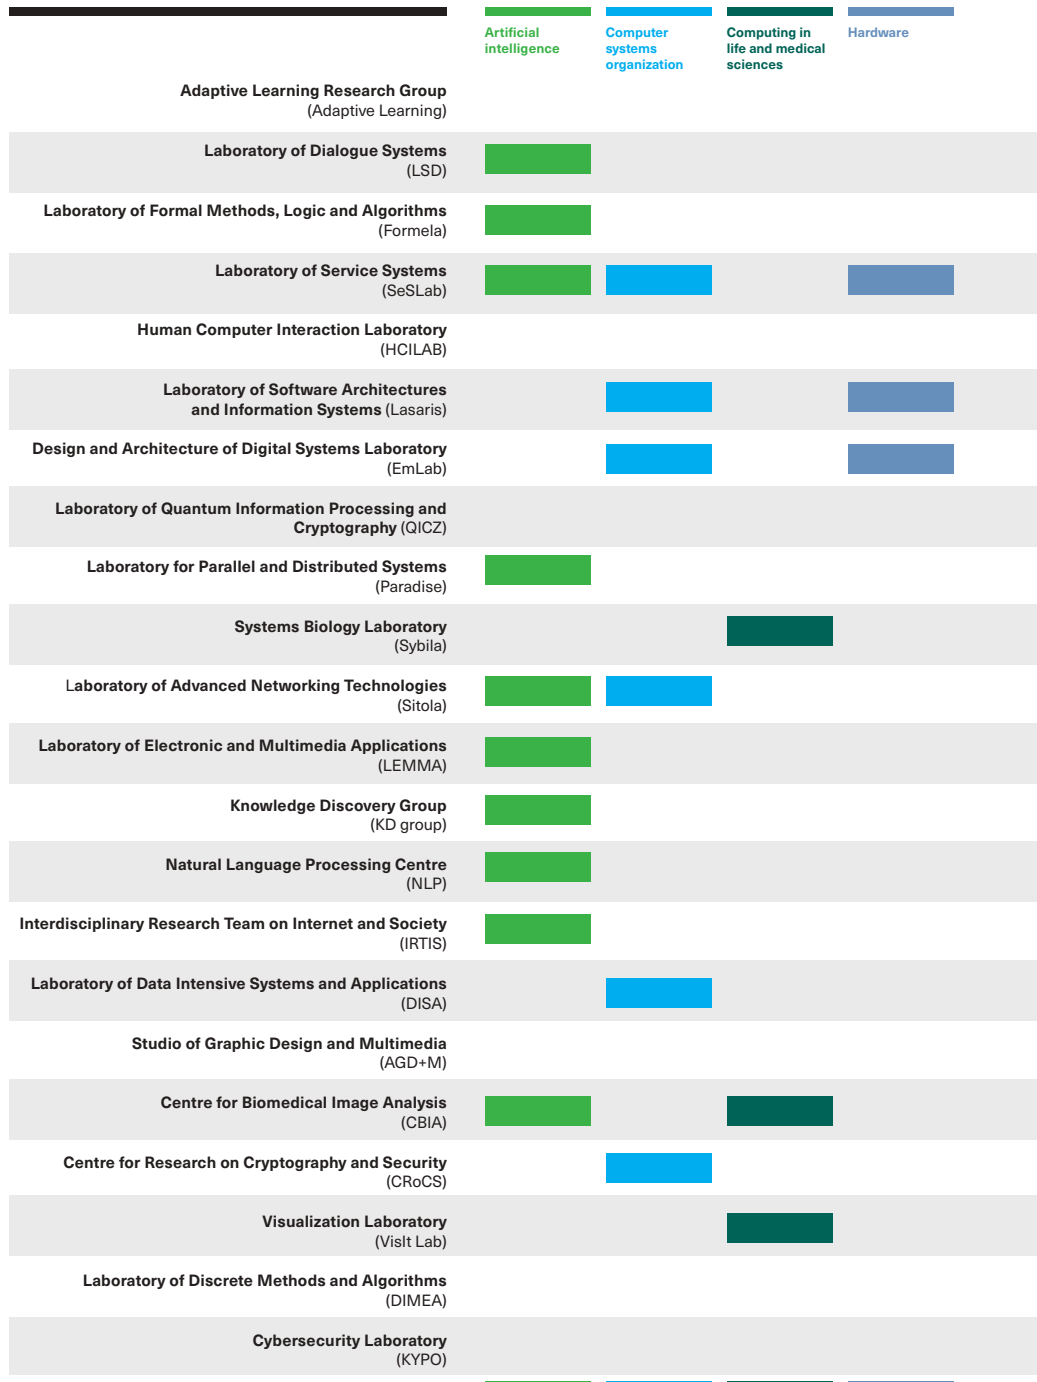 Artificial
intelligence
Computer
systems
organization
Computing in
life and medical
sciences
Hardware
Adaptive Learning Research Group
(Adaptive Learning)
Laboratory of Dialogue Systems
(LSD)
Laboratory of Formal Methods, Logic and Algorithms
(Formela)
Laboratory of Service Systems
(SeSLab)
Human Computer Interaction Laboratory
(HCILAB)
Laboratory of Software Architectures
and Information Systems (Lasaris)
Design and Architecture of Digital Systems Laboratory
(EmLab)
Laboratory of Quantum Information Processing and
Cryptography (QICZ)
Laboratory for Parallel and Distributed Systems
(Paradise)
Systems Biology Laboratory
(Sybila)
Laboratory of Advanced Networking Technologies
(Sitola)
Laboratory of Electronic and Multimedia Applications
(LEMMA)
Knowledge Discovery Group
(KD group)
Natural Language Processing Centre
(NLP)
Interdisciplinary Research Team on Internet and Society
(IRTIS)
Laboratory of Data Intensive Systems and Applications
(DISA)
Studio of Graphic Design and Multimedia
(AGD+M)
Centre for Biomedical Image Analysis
(CBIA)
Centre for Research on Cryptography and Security
(CRoCS)
Visualization Laboratory
(VisIt Lab)
Laboratory of Discrete Methods and Algorithms
(DIMEA)
Cybersecurity Laboratory
(KYPO)